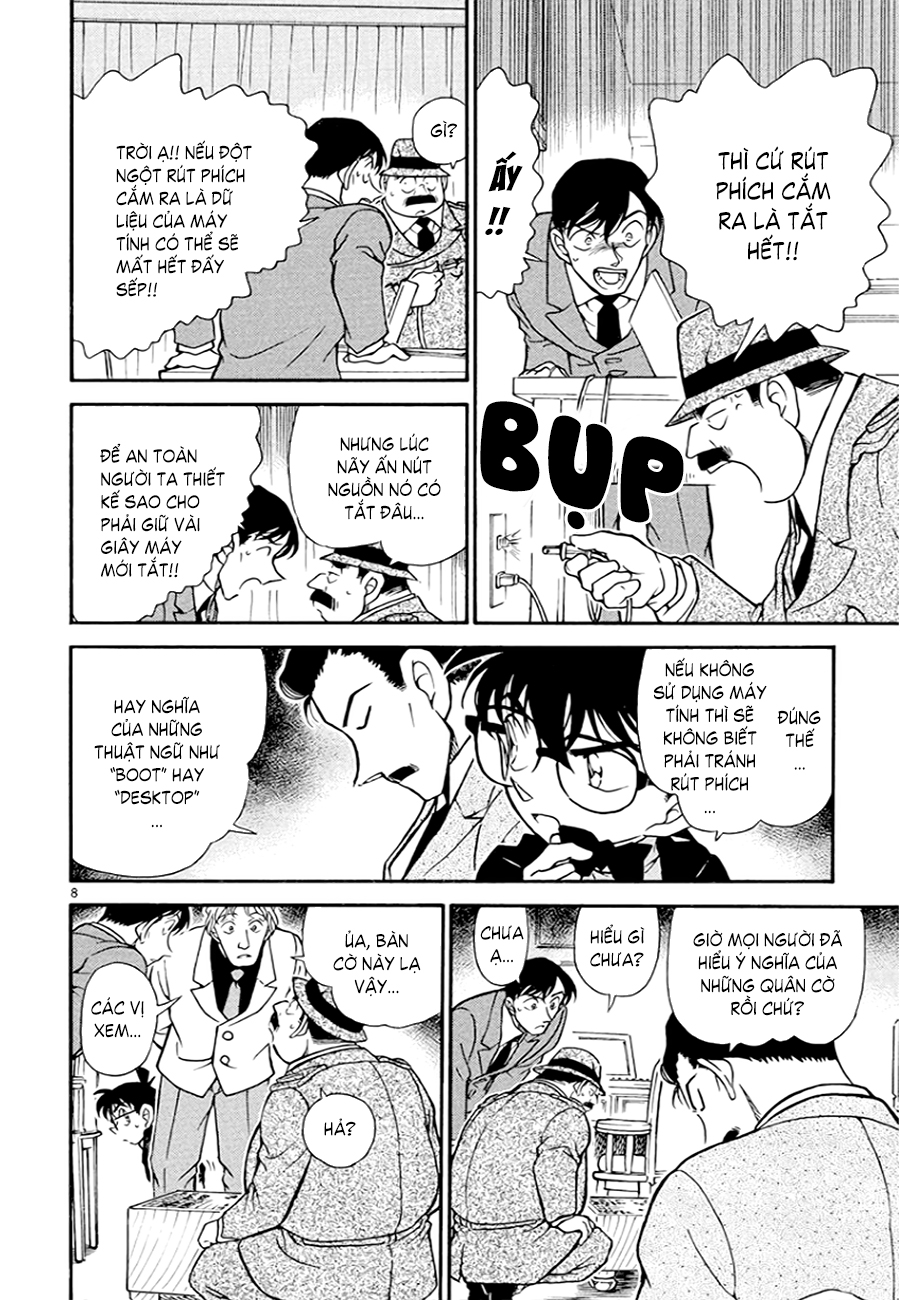 THÌ CỨ RÚT
PHÍCH CẮM
RA LÀ TẮT
HẾT!!
ẤY
!!
BỤP
GÌ?
TRỜI Ạ!! NẾU ĐỘT
NGỘT RÚT PHÍCH
CẮM RA LÀ DỮ
LIỆU CỦA MÁY
TÍNH CÓ THỂ SẼ
MẤT HẾT ĐẤY
SẾP!!
NHƯNG LÚC
NÃY ẤN NÚT
NGUỒN NÓ CÓ
TẮT ĐÂU...
ĐỂ AN TOÀN
NGƯỜI TA THIẾT
KẾ SAO CHO
PHẢI GIỮ VÀI
GIÂY MÁY
MỚI TẮT!!
ĐÚNG
THẾ
...
NẾU KHÔNG
SỬ DỤNG MÁY
TÍNH THÌ SẼ
KHÔNG BIẾT
PHẢI TRÁNH
RÚT PHÍCH
...
HAY NGHĨA
CỦA NHỮNG
THUẬT NGỮ NHƯ
"BOOT" HAY
"DESKTOP"
...
8
GIỜ MỌI NGƯỜI ĐÃ
HIỂU Ý NGHĨA CỦA
NHỮNG QUÂN CỜ
RỒI CHỨ?
HIỂU GÌ
CHƯA?
CHƯA
Ạ...
ỦA, BÀN
CỜ NÀY LẠ
VẬY...
CÁC VỊ
XEM...
HẢ?